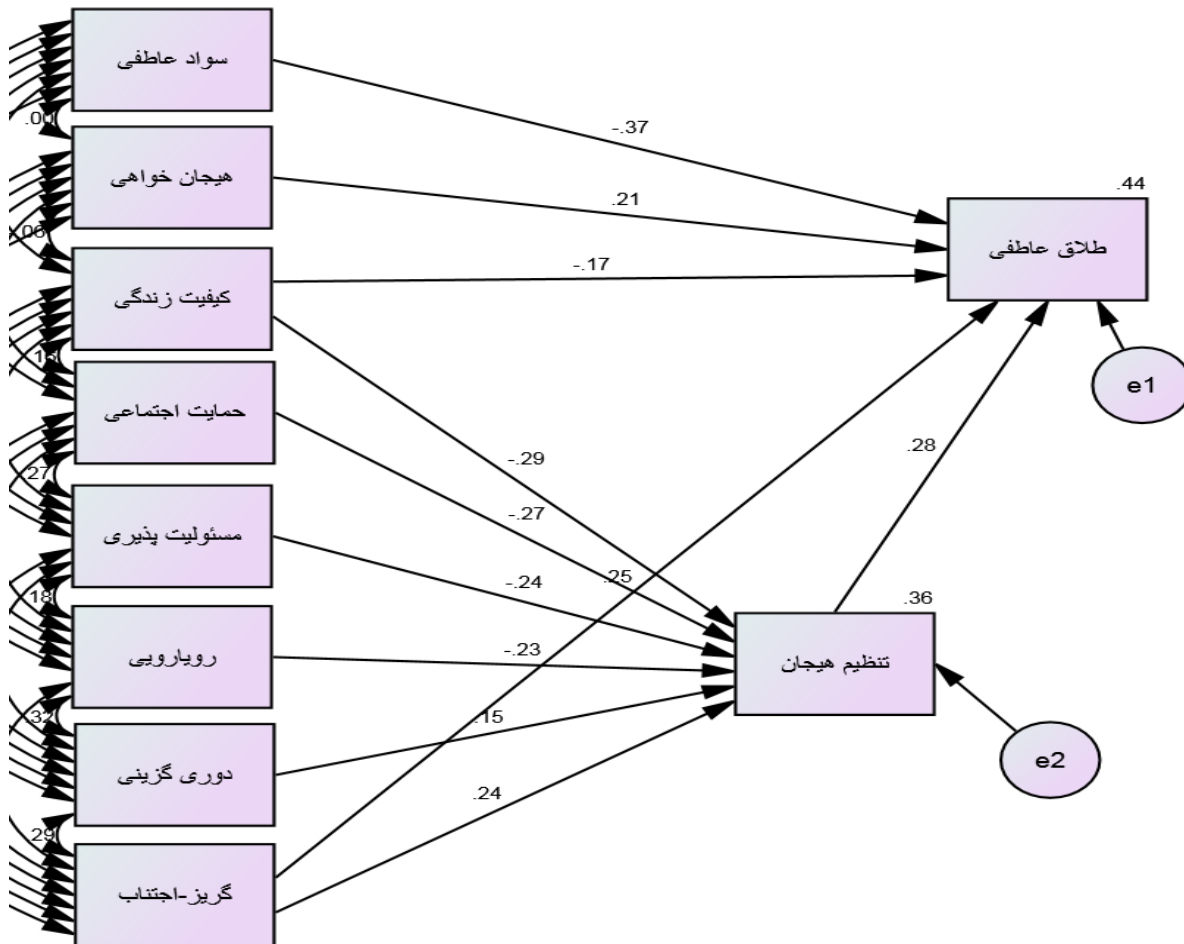 سواد عاطفی
.00
هیجان خواهی
.06
کیفیت زندگی
حمایت اجتماعی
.27
مسئولیت پذیری
.18
رویارویی
.32
دوری گزینی
.29
گریز-اجتناب
-.37
.21
-.17
-.29
-.27
-.24
.25
-.23
.15
.24
.28
.44
طلاق عاطفی
e1
.36
تنظیم هیجان
e2